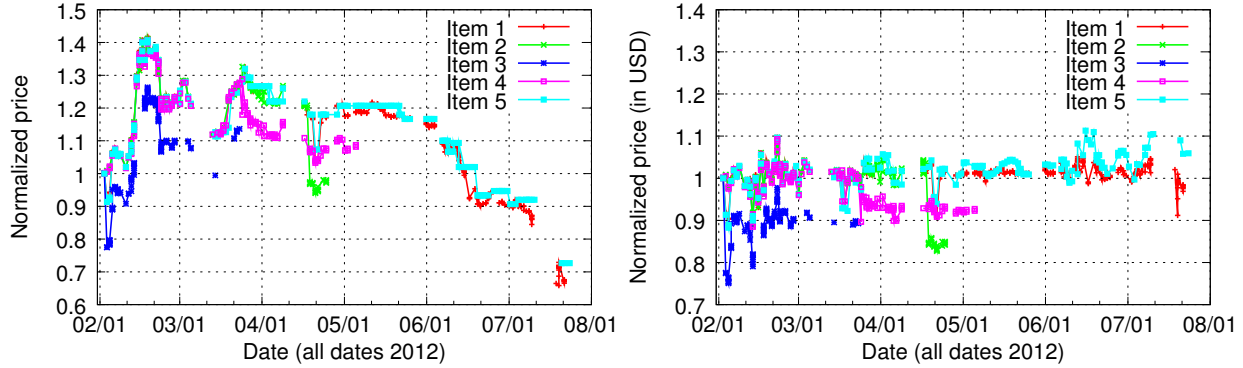 Normalized price
1.5
1.4
1.3
1.2
1.1
1
0.9
0.8
0.7
0.6
02/01 03/01 04/01 05/01 06/01 07/01 08/01
Date (all dates 2012)
Item 1
Item 2
Item 3
Item 4
Item 5
Normalized price (in USD)
1.4
1.3
1.2
1.1
1
0.9
0.8
0.7
02/01 03/01 04/01 05/01 06/01 07/01 08/01
Date (all dates 2012)
Item 1
Item 2
Item 3
Item 4
Item 5